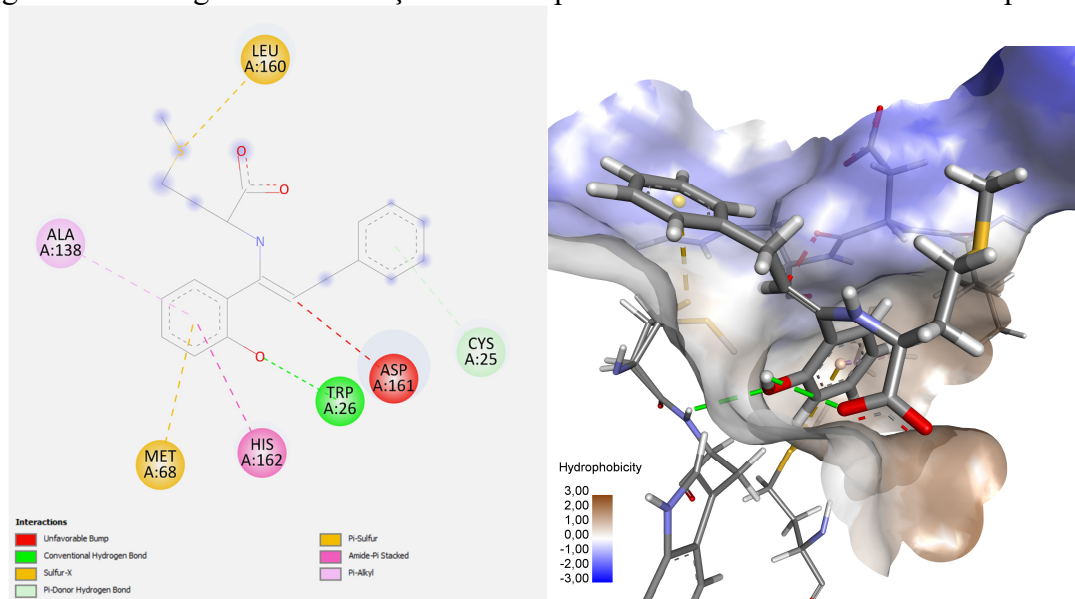 LEU
A:160
S
O
O
N
ALA
A:138
O
CYS
A:25
ASP
A:161
TRP
A:26
HIS
A:162
MET
A:68
Interactions
Unfavorable Bump
Conventional Hydrogen Bond
Sulfur-X
Pi-Donor Hydrogen Bond
Pi-Sulfur
Amide-Pi Stacked
Pi-Alkyl
Hydrophobicity
3,00
2,00
1,00
0,00
-1,00
-2,00
-3,00